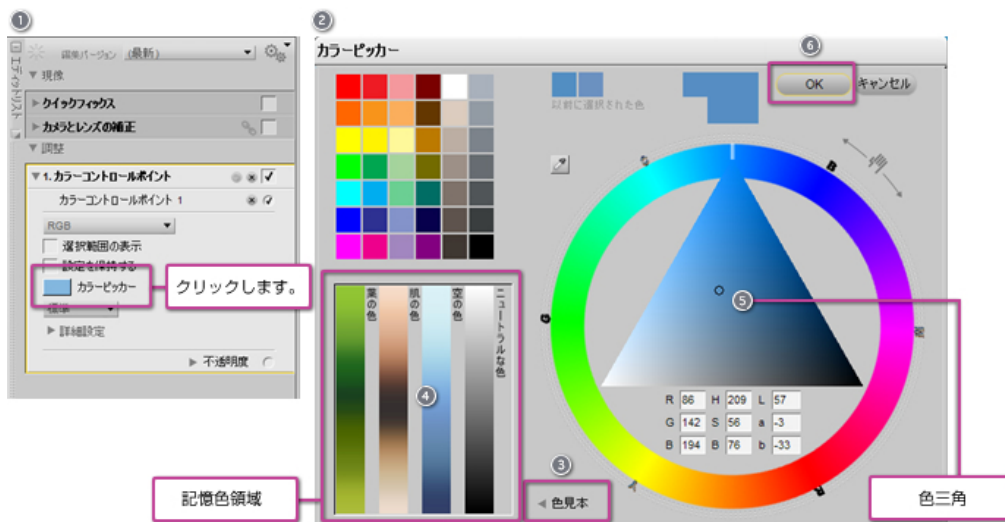 1
2
エディットリスト
編集バージョン (最新)
現像
クイックフィックス
カメラとレンズの補正
調整
1. カラーコントロールポイント
カラーコントロールポイント 1
RGB
選択範囲の表示
設定を保持する
カラーピッカー
クリックします。
標準
詳細設定
不透明度
カラーピッカー
6
以前に選択された色
OK
キャンセル
葉の色
肌の色
空の色
ニュートラルな色
4
記憶色領域
3
色見本
C
B
G
Y
R
5
R 86 H 209 L 57
G 142 S 56 a -3
B 194 B 76 b -33
色三角